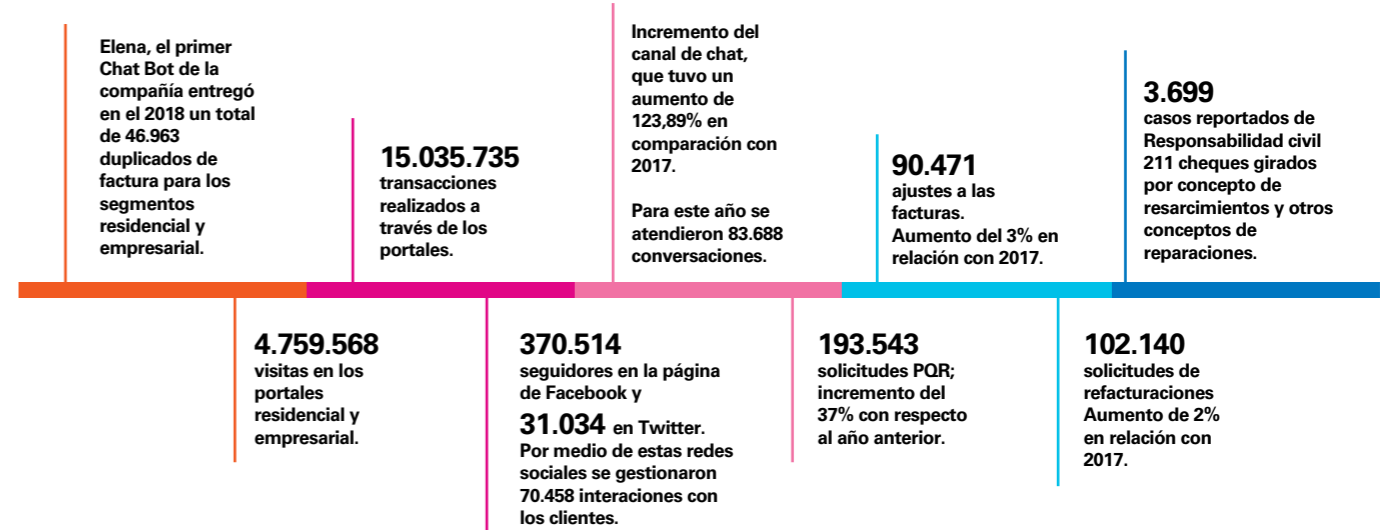 Elena, el primer
Chat Bot de la
compañía entregó
en el 2018 un total
de 46.963
duplicados de
factura para los
segmentos
residencial y
empresarial.
4.759.568
visitas en los
portales
residencial y
empresarial.
15.035.735
transacciones
realizados a
través de los
portales.
370.514
seguidores en la página
de Facebook y
31.034 en Twitter.
Por medio de estas redes
sociales se gestionaron
70.458 interaciones con
los clientes.
Incremento del
canal de chat,
que tuvo un
aumento de
123,89% en
comparación con
2017.
Para este año se
atendieron 83.688
conversaciones.
193.543
solicitudes PQR;
incremento del
37% con respecto
al año anterior.
90.471
ajustes a las
facturas.
Aumento del 3% en
relación con 2017.
102.140
solicitudes de
refacturaciones
Aumento de 2%
en relación con
2017.
3.699
casos reportados de
Responsabilidad civil
211 cheques girados
por concepto de
resarcimientos y otros
conceptos de
reparaciones.